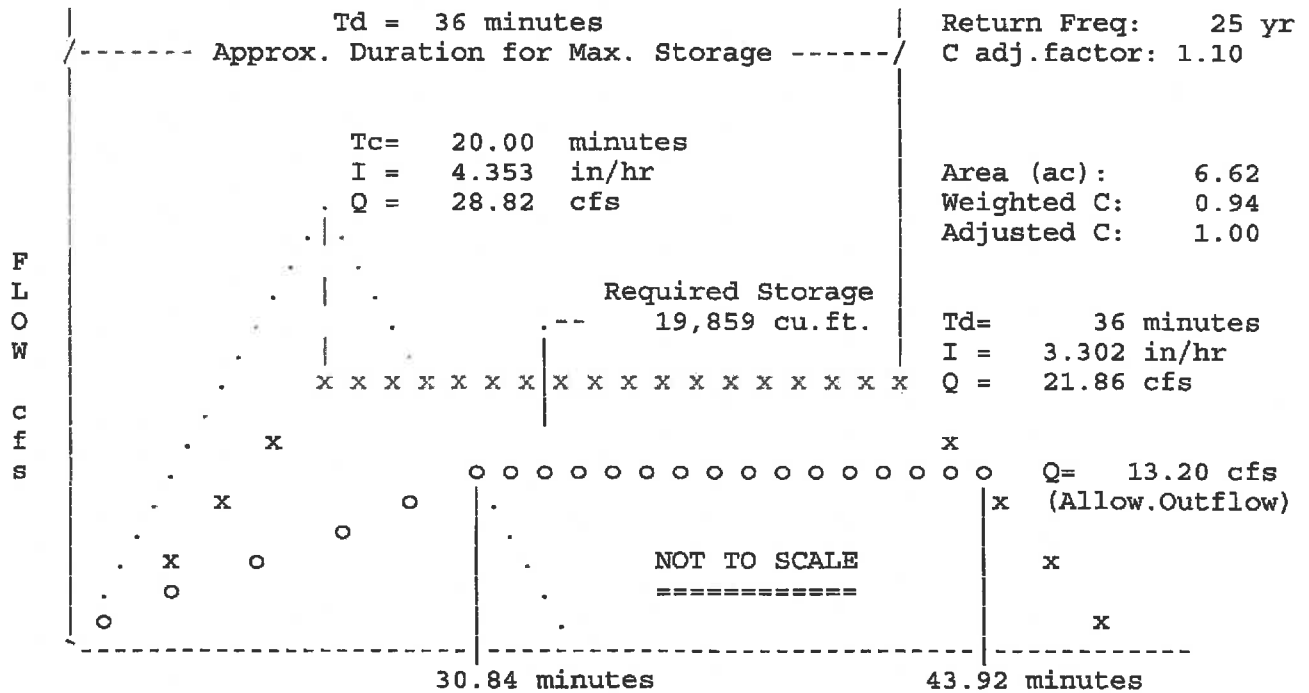 Td = 36 minutes
Return Freq: 25 yr
/------- Approx. Duration for Max. Storage ------/
C adj.factor: 1.10
Tc= 20.00 minutes
I = 4.353 in/hr
Q = 28.82 cfs
Area (ac): 6.62
Weighted C: 0.94
Adjusted C: 1.00
F
L
O
W
c
f
s
Required Storage
19,859 cu.ft.
Td= 36 minutes
I = 3.302 in/hr
x x x x x x x x x x x x x x x x x x Q = 21.86 cfs
x x
o o o o o o o o o o o o o o o o Q= 13.20 cfs
x o x (Allow.Outflow)
o
x o NOT TO SCALE x
o ============
o x
30.84 minutes 43.92 minutes